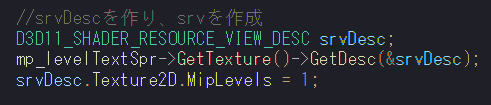 //srvDescを作り、srvを作成
D3D11_SHADER_RESOURCE_VIEW_DESC srvDesc;
mp_levelTextSpr->GetTexture()->GetDesc(&srvDesc);
srvDesc.Texture2D.MipLevels = 1;